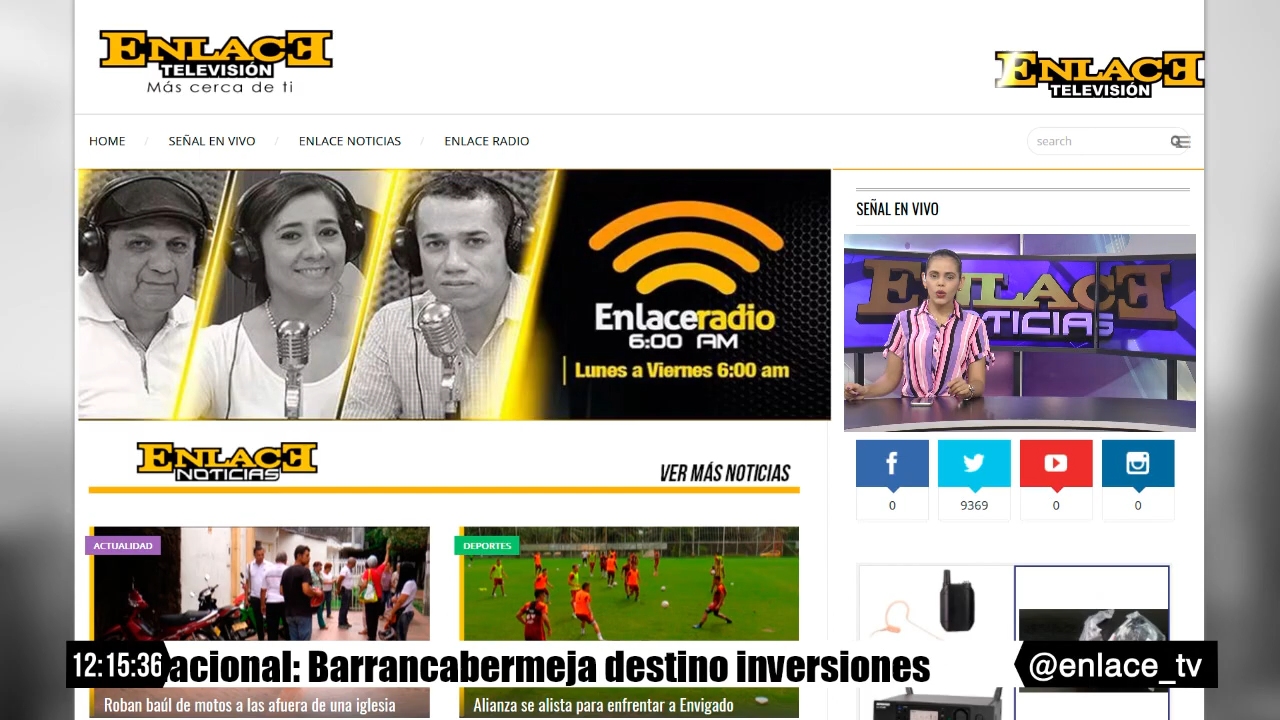 ENLACE
TELEVISIÓN
Más cerca de ti
ENLACE
TELEVISIÓN
HOME / SEÑAL EN VIVO / ENLACE NOTICIAS / ENLACE RADIO
search
SEÑAL EN VIVO
Enlaceradio
6:00 AM
Lunes a Viernes 6:00 am
ENLACE
NOTICIAS
ENLACE
NOTICIAS
VER MÁS NOTICIAS
0
9369
0
0
ACTUALIDAD
DEPORTES
12:15:36
acional: Barrancabermeja destino inversiones
@enlace_tv
Roban baúl de motos a las afuera de una iglesia
Alianza se alista para enfrentar a Envigado